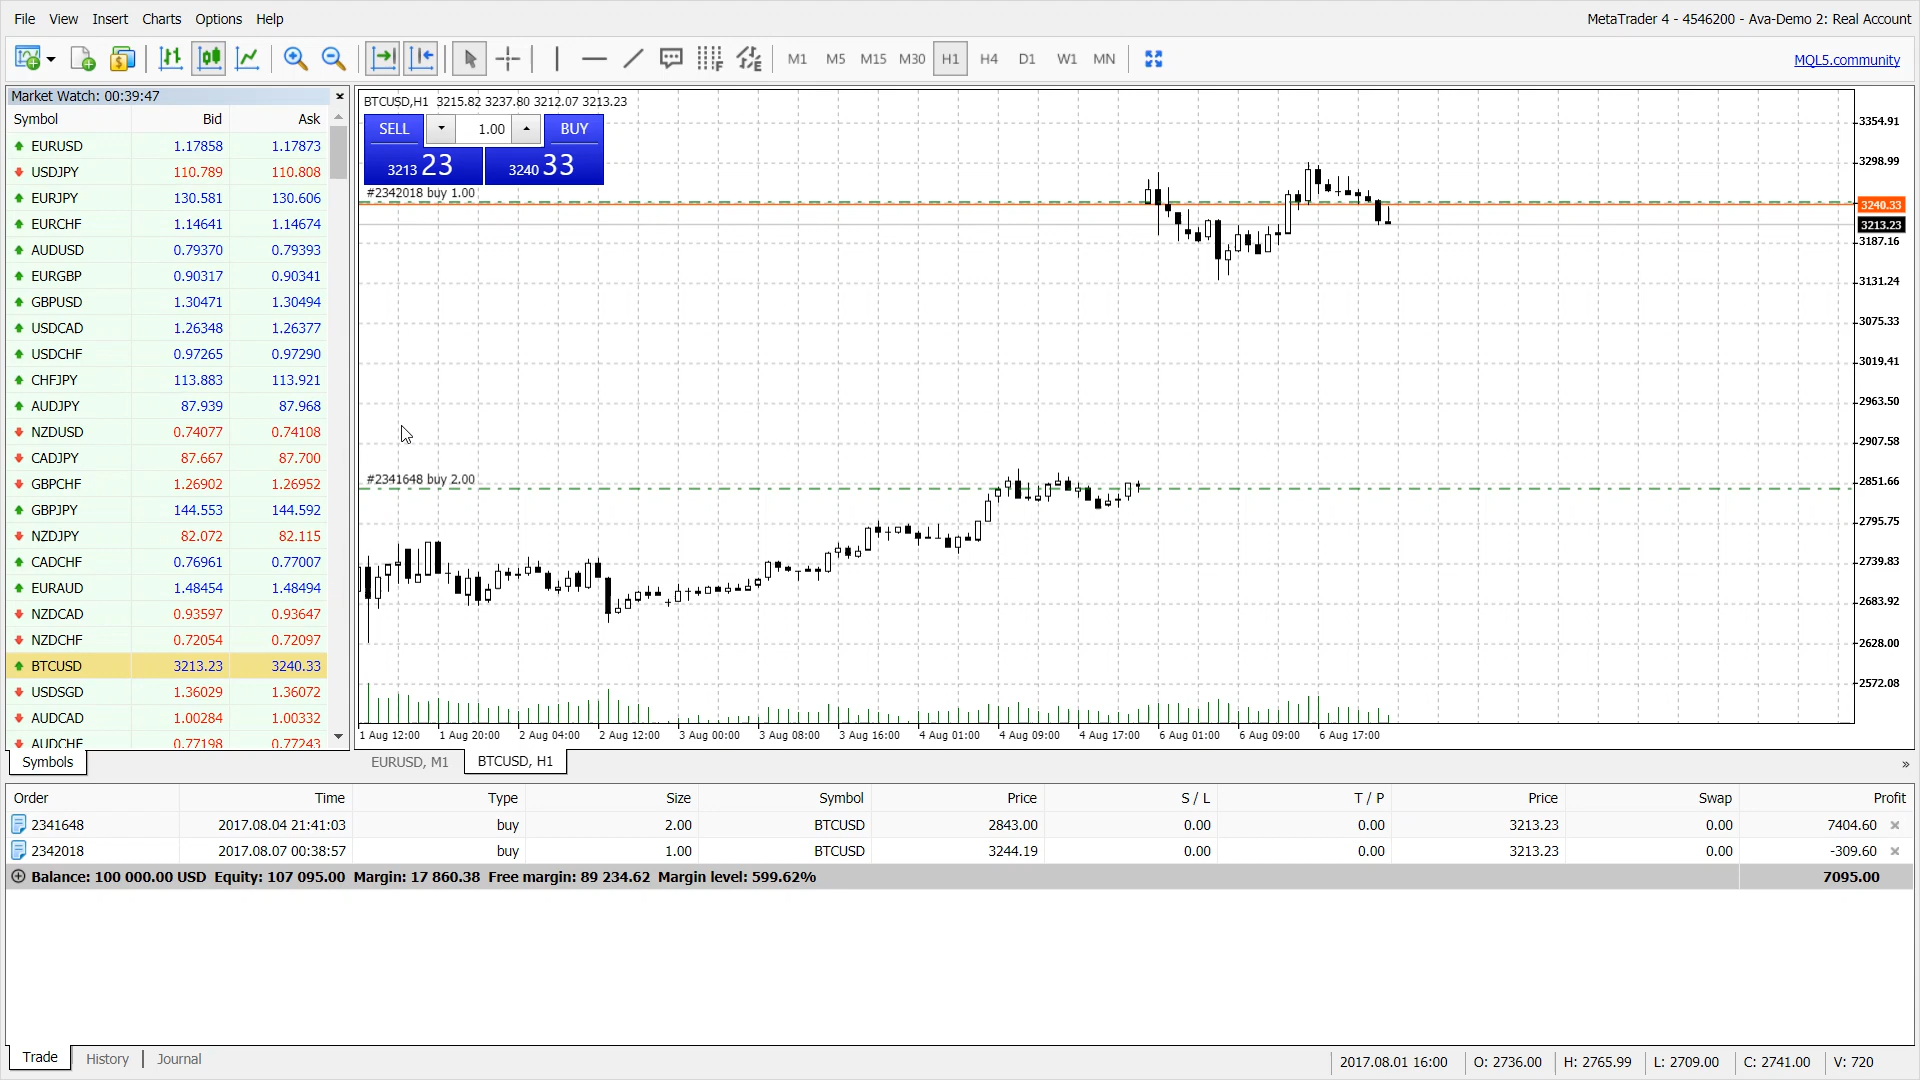 File View Insert Charts Options Help
MetaTrader 4 - 4546200 - Ava-Demo 2: Real Account
M1 M5 M15 M30 H1 H4 D1 W1 MN
MQL5.community
Market Watch: 00:39:47
Symbol Bid Ask
EURUSD 1.17858 1.17873
USDJPY 110.789 110.808
EURJPY 130.581 130.606
EURCHF 1.14641 1.14674
AUDUSD 0.79370 0.79393
EURGBP 0.90317 0.90341
GBPUSD 1.30471 1.30494
USDCAD 1.26348 1.26377
USDCHF 0.97265 0.97290
CHFJPY 113.883 113.921
AUDJPY 87.939 87.968
NZDUSD 0.74077 0.74108
CADJPY 87.667 87.700
GBPCHF 1.26902 1.26952
GBPJPY 144.553 144.592
NZDJPY 82.072 82.115
CADCHF 0.76961 0.77007
EURAUD 1.48454 1.48494
NZDCAD 0.93597 0.93647
NZDCHF 0.72054 0.72097
BTCUSD 3213.23 3240.33
USDSGD 1.36029 1.36072
AUDCAD 1.00284 1.00332
AUDCHF 0.77198 0.77243
Symbols
BTCUSD,H1 3215.82 3237.80 3212.07 3213.23
SELL 1.00 BUY
3213 23 3240 33
#2342018 buy 1.00
#2341648 buy 2.00
3354.91
3298.99
3240.33
3213.23
3187.16
3131.24
3075.33
3019.41
2963.50
2907.58
2851.66
2795.75
2739.83
2683.92
2628.00
2572.08
1 Aug 12:00 1 Aug 20:00 2 Aug 04:00 2 Aug 12:00 3 Aug 00:00 3 Aug 08:00 3 Aug 16:00 4 Aug 01:00 4 Aug 09:00 4 Aug 17:00 6 Aug 01:00 6 Aug 09:00 6 Aug 17:00
EURUSD, M1 BTCUSD, H1
Order Time Type Size Symbol Price S / L T / P Price Swap Profit
2341648 2017.08.04 21:41:03 buy 2.00 BTCUSD 2843.00 0.00 0.00 3213.23 0.00 7404.60
2342018 2017.08.07 00:38:57 buy 1.00 BTCUSD 3244.19 0.00 0.00 3213.23 0.00 -309.60
Balance: 100 000.00 USD Equity: 107 095.00 Margin: 17 860.38 Free margin: 89 234.62 Margin level: 599.62% 7095.00
Trade History Journal
2017.08.01 16:00 O: 2736.00 H: 2765.99 L: 2709.00 C: 2741.00 V: 720